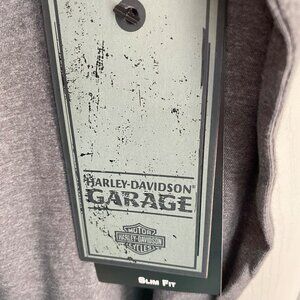 HARLEY-DAVIDSON®
GARAGE
MOTOR
HARLEY-DAVIDSON
CYCLES
SLIM FIT